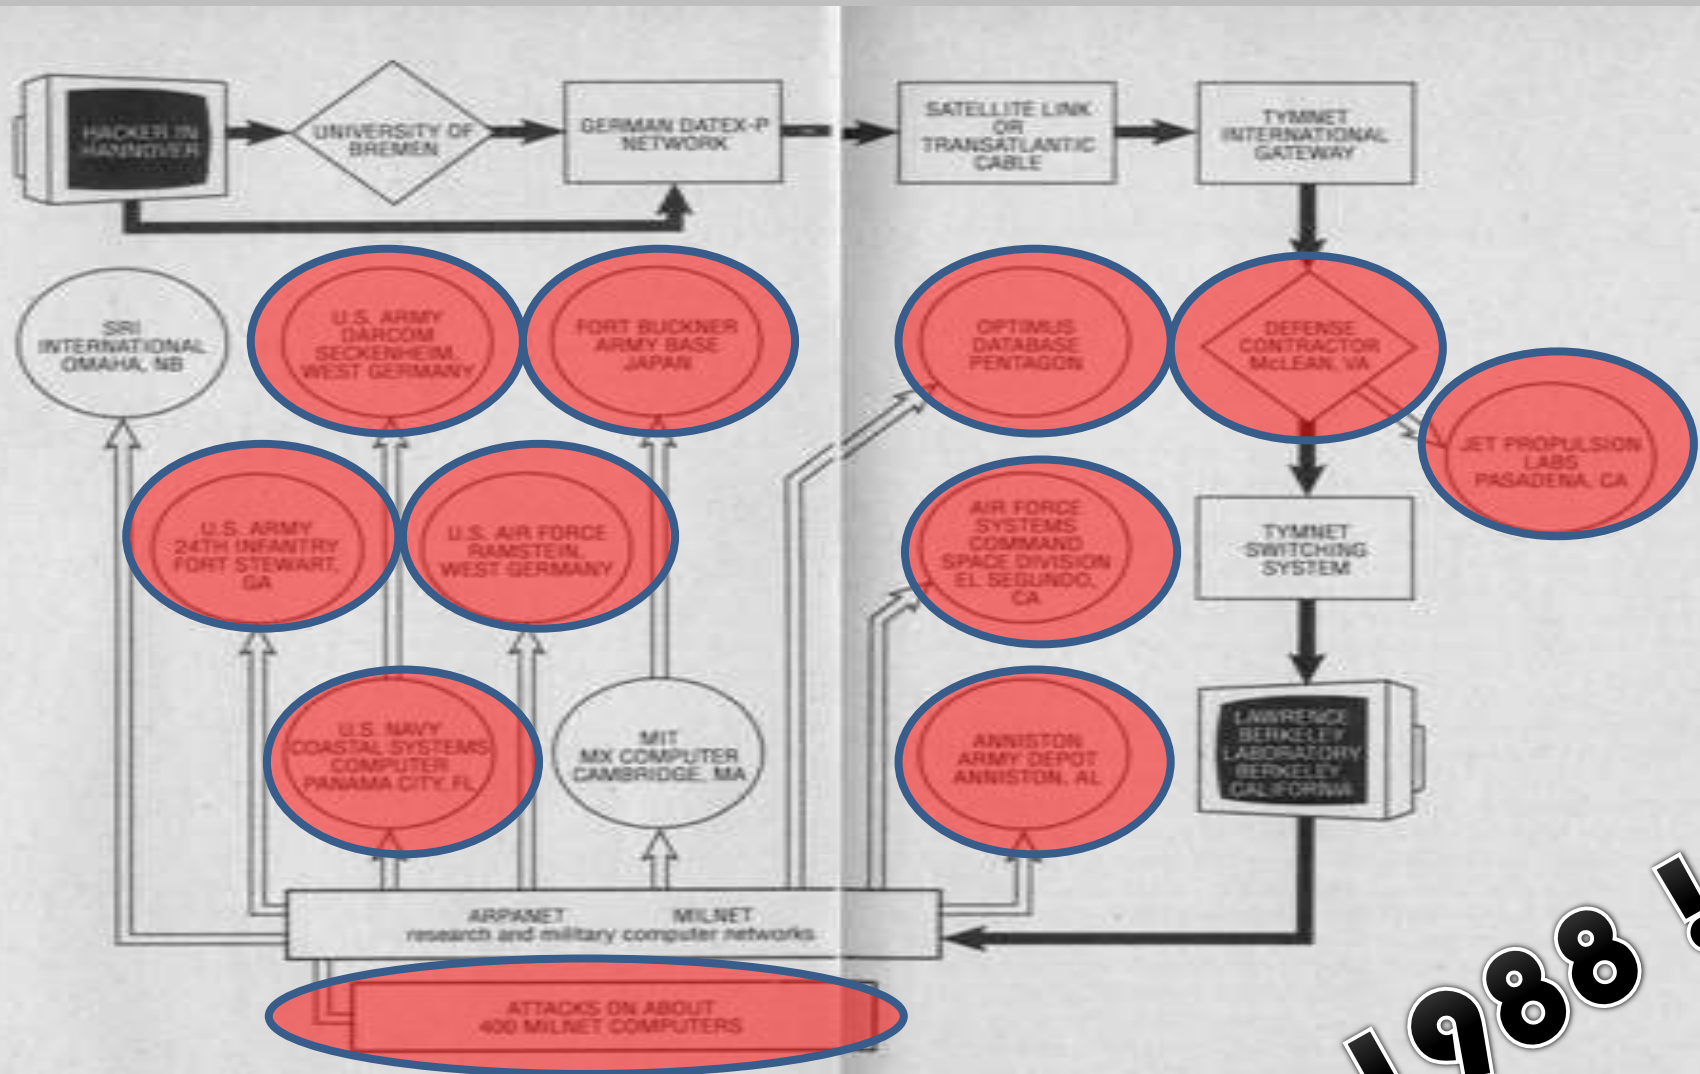 HACKER IN
HANNOVER
UNIVERSITY OF
BREMEN
GERMAN DATEX-P
NETWORK
SATELLITE LINK
OR
TRANSATLANTIC
CABLE
TYMNET
INTERNATIONAL
GATEWAY
SRI
INTERNATIONAL
OMAHA, NB
U.S. ARMY
DARCOM
SECKENHEIM,
WEST GERMANY
FORT BUCKNER
ARMY BASE
JAPAN
OPTIMUS
DATABASE
PENTAGON
DEFENSE
CONTRACTOR
McLEAN, VA
JET PROPULSION
LABS
PASADENA, CA
U.S. ARMY
24TH INFANTRY
FORT STEWART,
GA
U.S. AIR FORCE
RAMSTEIN,
WEST GERMANY
AIR FORCE
SYSTEMS
COMMAND
SPACE DIVISION
EL SEGUNDO,
CA
TYMNET
SWITCHING
SYSTEM
U.S. NAVY
COASTAL SYSTEMS
COMPUTER
PANAMA CITY, FL
MIT
MX COMPUTER
CAMBRIDGE, MA
ANNISTON
ARMY DEPOT
ANNISTON, AL
LAWRENCE
BERKELEY
LABORATORY
BERKELEY,
CALIFORNIA
ARPANET MILNET
research and military computer networks
ATTACKS ON ABOUT
400 MILNET COMPUTERS
1988 !